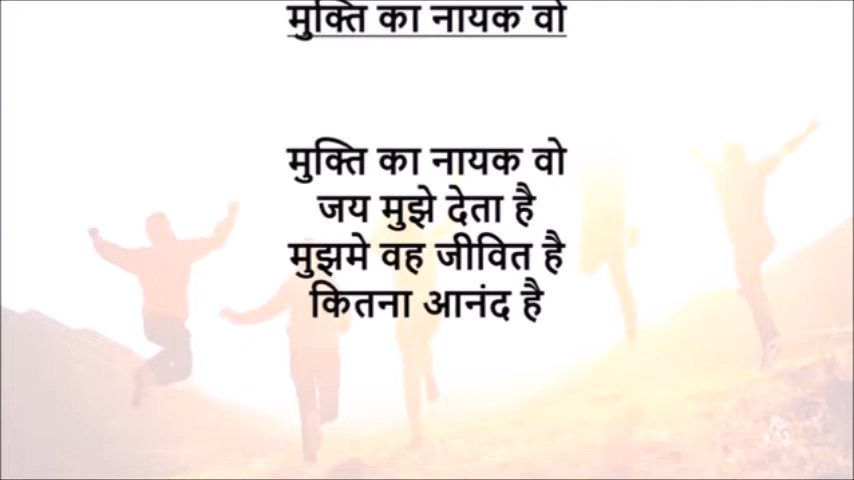 मुक्ति का नायक वो
मुक्ति का नायक वो
जय मुझे देता है
मुझमे वह जीवित है
कितना आनंद है